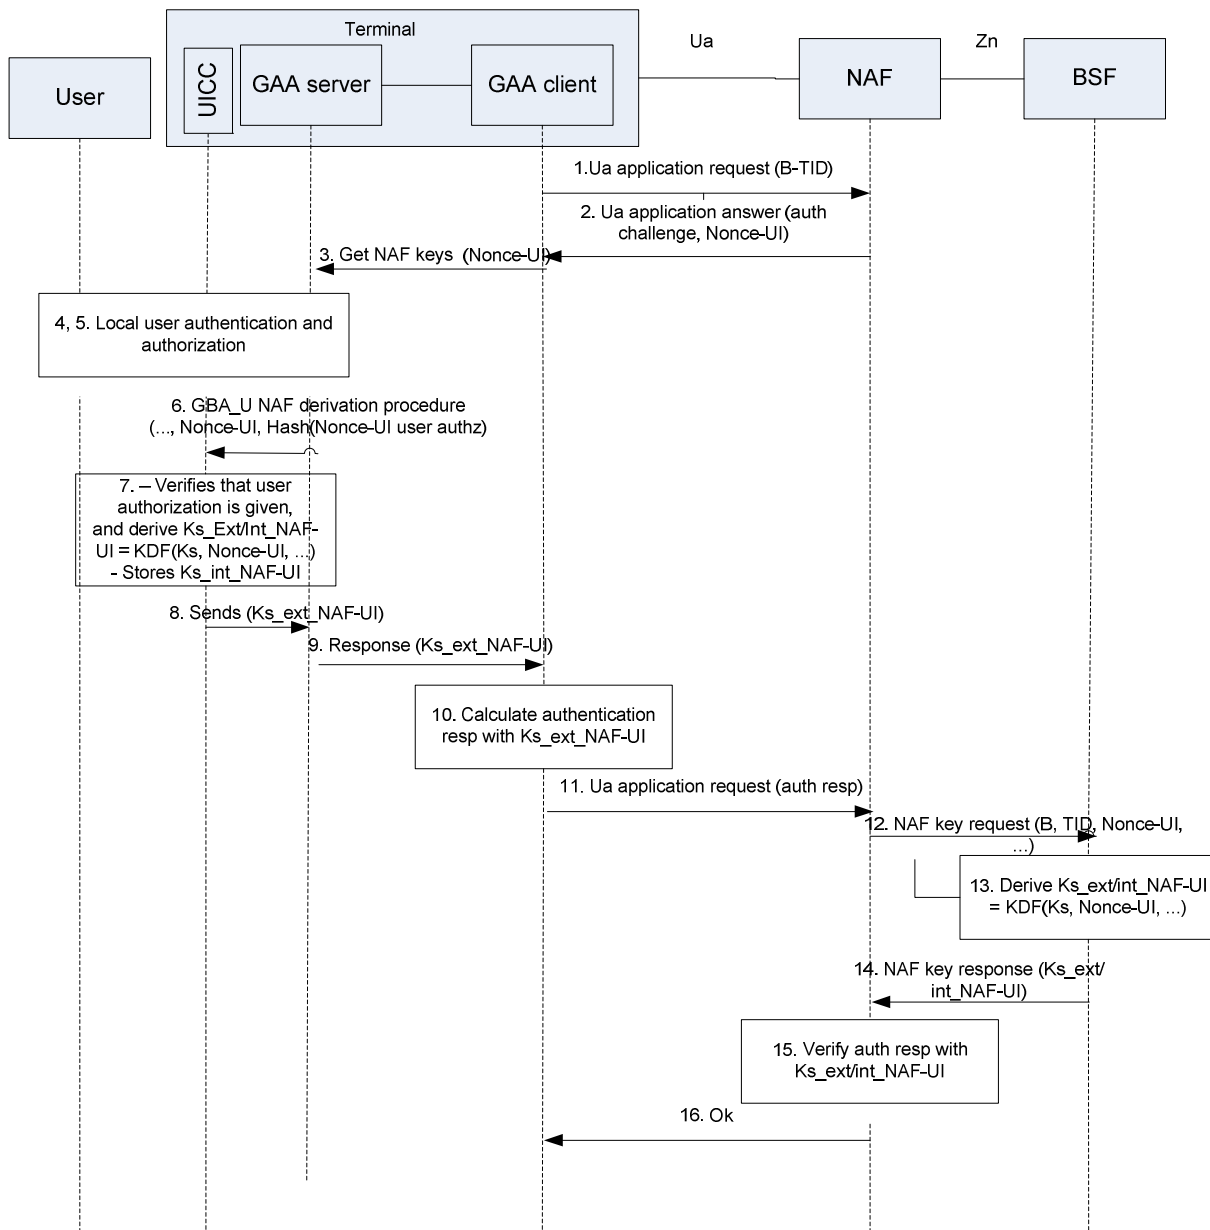 Terminal
Ua
Zn
User
UICC
GAA server
GAA client
NAF
BSF
1.Ua application request (B-TID)
2. Ua application answer (auth
challenge, Nonce-UI)
3. Get NAF keys (Nonce-UI)
4, 5. Local user authentication and
authorization
6. GBA_U NAF derivation procedure
(..., Nonce-UI, Hash(Nonce-UI user authz)
7. – Verifies that user
authorization is given,
and derive Ks_Ext/Int_NAF-
UI = KDF(Ks, Nonce-UI, ...)
- Stores Ks_int_NAF-UI
8. Sends (Ks_ext_NAF-UI)
9. Response (Ks_ext_NAF-UI)
10. Calculate authentication
resp with Ks_ext_NAF-UI
11. Ua application request (auth resp)
12. NAF key request (B, TID, Nonce-UI,
...)
13. Derive Ks_ext/int_NAF-UI
= KDF(Ks, Nonce-UI, ...)
14. NAF key response (Ks_ext/
int_NAF-UI)
15. Verify auth resp with
Ks_ext/int_NAF-UI
16. Ok